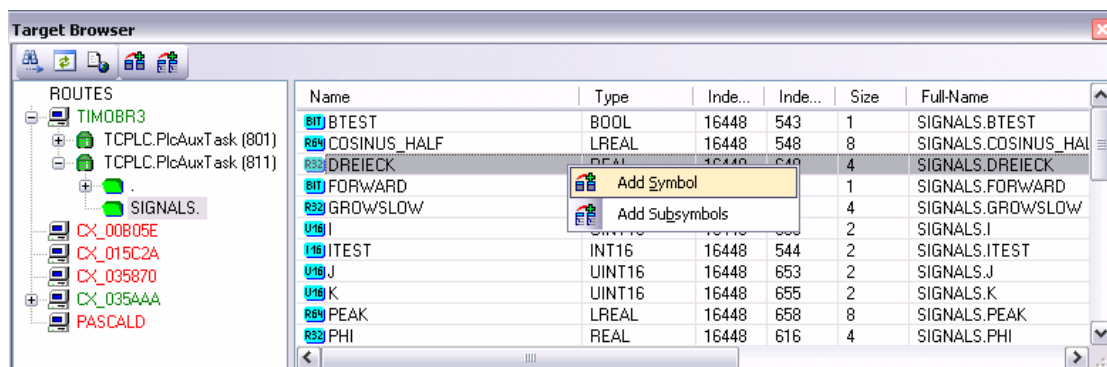 Target Browser
ROUTES
TIMOBR3
TCPLC.PlcAuxTask (801)
TCPLC.PlcAuxTask (811)
.
SIGNALS.
CX_00B05E
CX_015C2A
CX_035870
CX_035AAA
PASCALD
Name Type Inde... Inde... Size Full-Name
BIT BTEST BOOL 16448 543 1 SIGNALS.BTEST
R64 COSINUS_HALF LREAL 16448 548 8 SIGNALS.COSINUS_HAL
R32 DREIECK REAL 16448 640 4 SIGNALS.DREIECK
BIT FORWARD 1 SIGNALS.FORWARD
R32 GROWSLOW 4 SIGNALS.GROWSLOW
U16 I 2 SIGNALS.I
I16 ITEST INT16 16448 544 2 SIGNALS.ITEST
U16 J UINT16 16448 653 2 SIGNALS.J
U16 K UINT16 16448 655 2 SIGNALS.K
R64 PEAK LREAL 16448 658 8 SIGNALS.PEAK
R32 PHI REAL 16448 616 4 SIGNALS.PHI
Add Symbol
Add Subsymbols